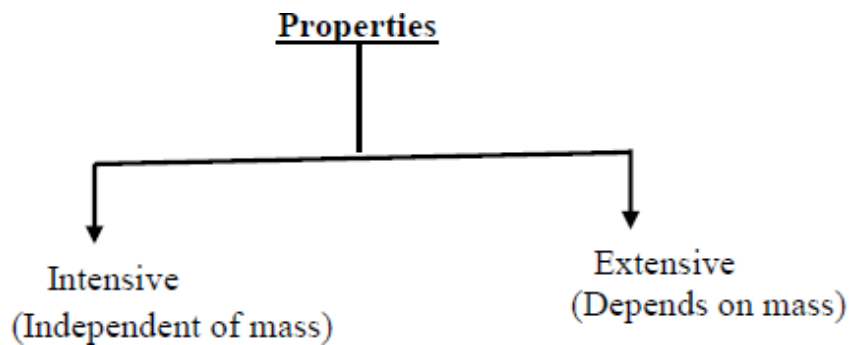 Properties
Intensive
(Independent of mass)
Extensive
(Depends on mass)